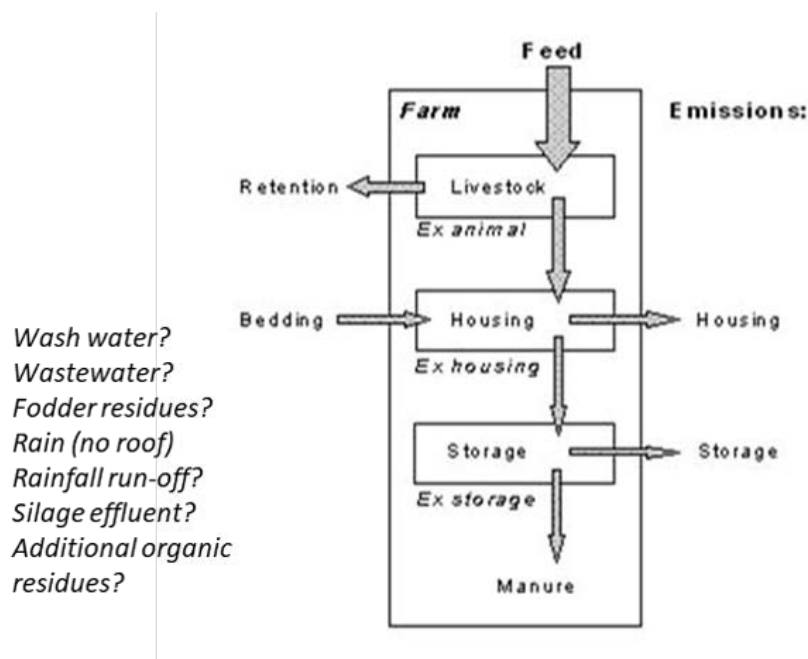 Feed
Farm
Emissions:
Retention
Livestock
Ex animal
Bedding
Housing
Housing
Ex housing
Wash water?
Wastewater?
Fodder residues?
Rain (no roof)
Rainfall run-off?
Silage effluent?
Additional organic
residues?
Storage
Storage
Ex storage
Manure